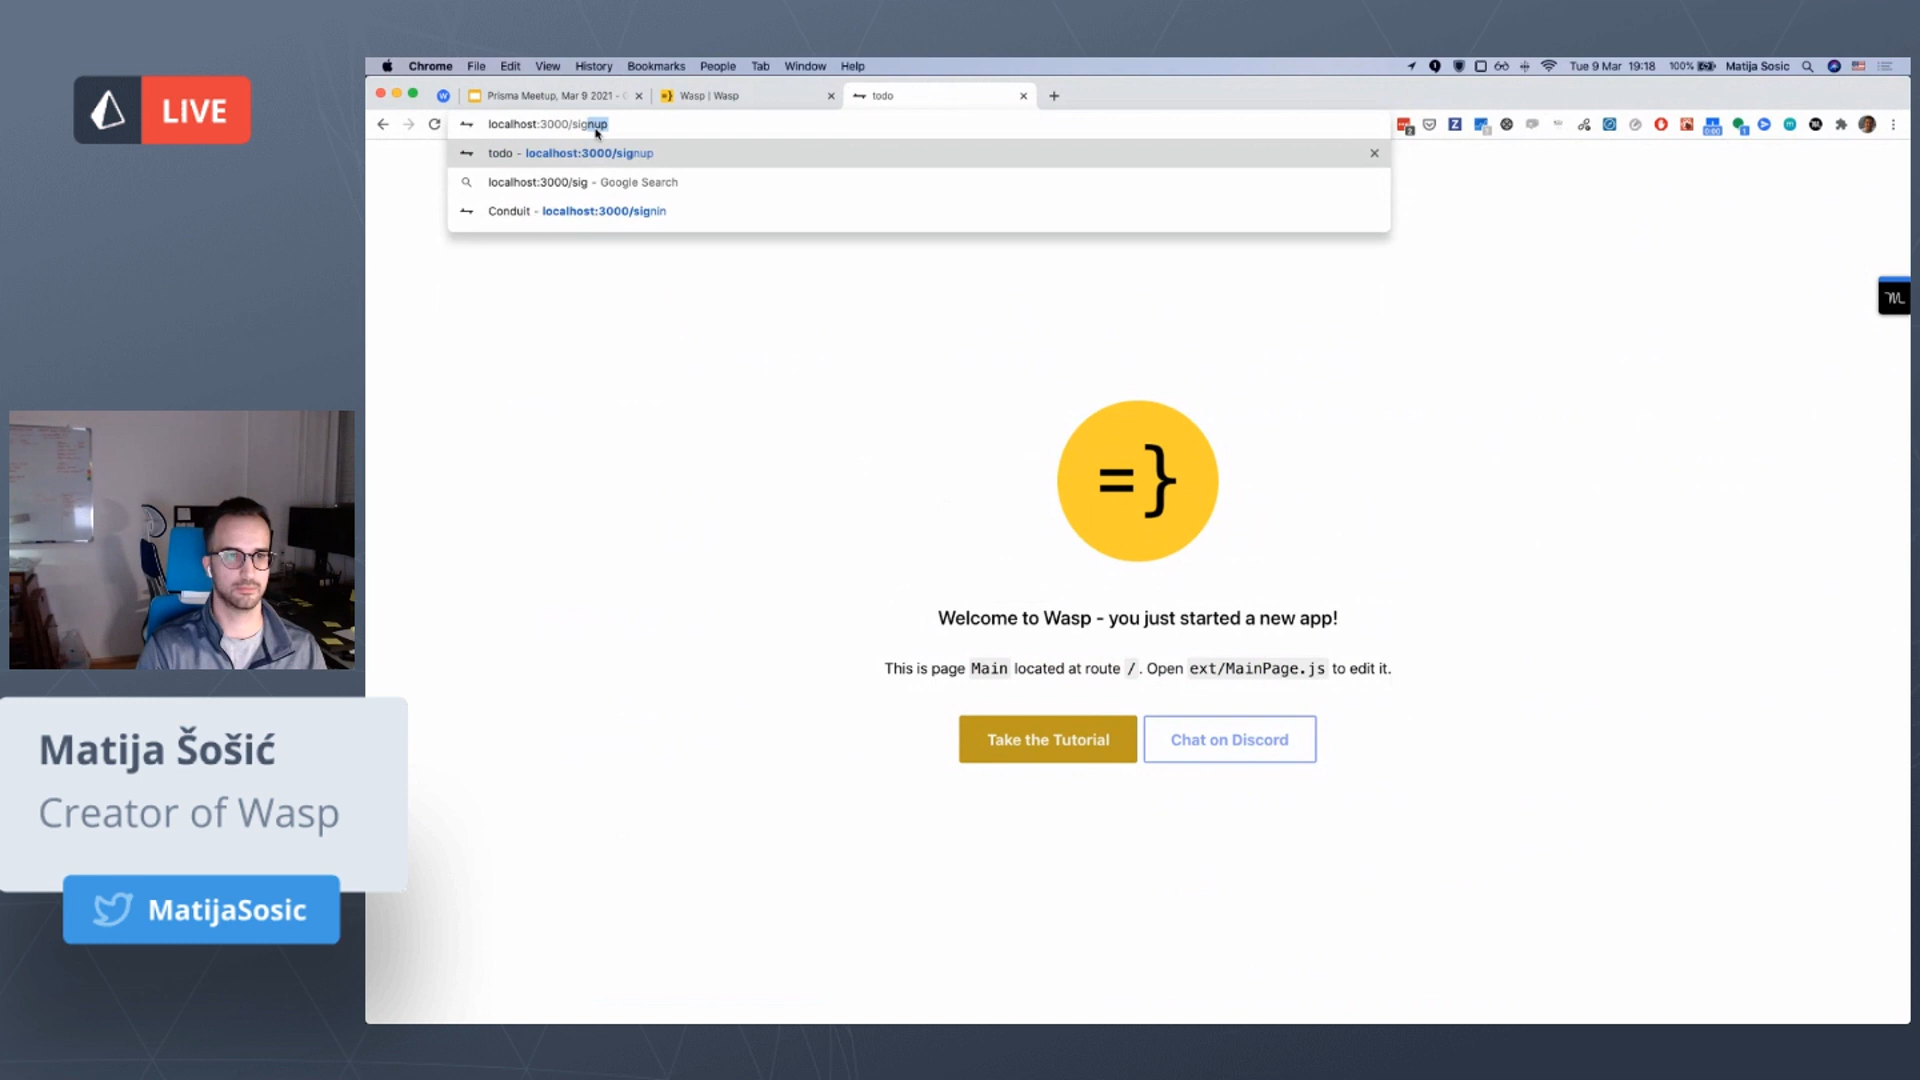 LIVE
Chrome File Edit View History Bookmarks People Tab Window Help
Tue 9 Mar 19:18 100% Matija Sosic
Prisma Meetup, Mar 9 2021 -
=} Wasp | Wasp
todo
localhost:3000/signup
todo - localhost:3000/signup
localhost:3000/sig - Google Search
Conduit - localhost:3000/signin
=}
Welcome to Wasp - you just started a new app!
This is page Main located at route /. Open ext/MainPage.js to edit it.
Take the Tutorial
Chat on Discord
Matija Šošić
Creator of Wasp
MatijaSosic